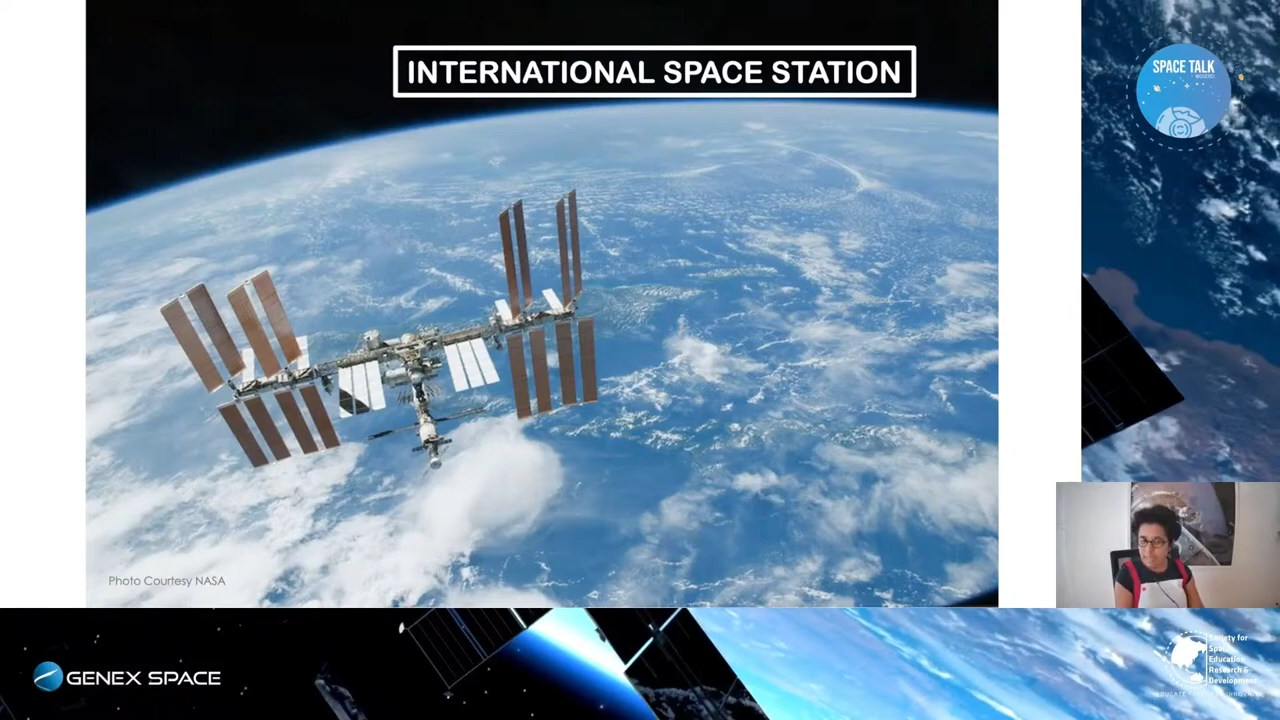 INTERNATIONAL SPACE STATION
SPACE TALK
Photo Courtesy NASA
GENEX SPACE
Society for
Space
Education
Research &
Development